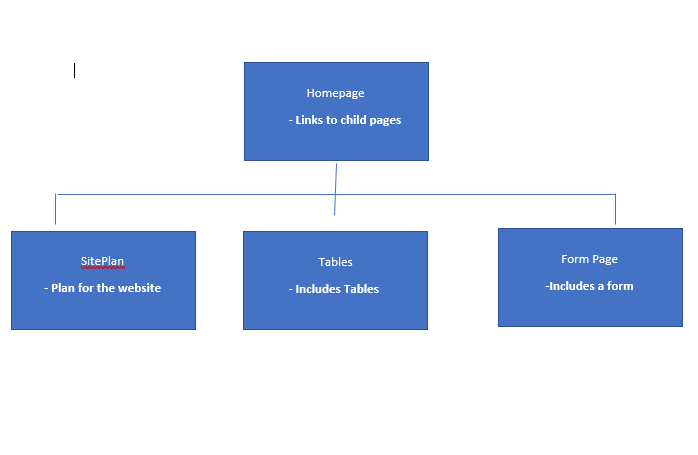 Homepage
- Links to child pages
SitePlan
- Plan for the website
Tables
- Includes Tables
Form Page
-Includes a form